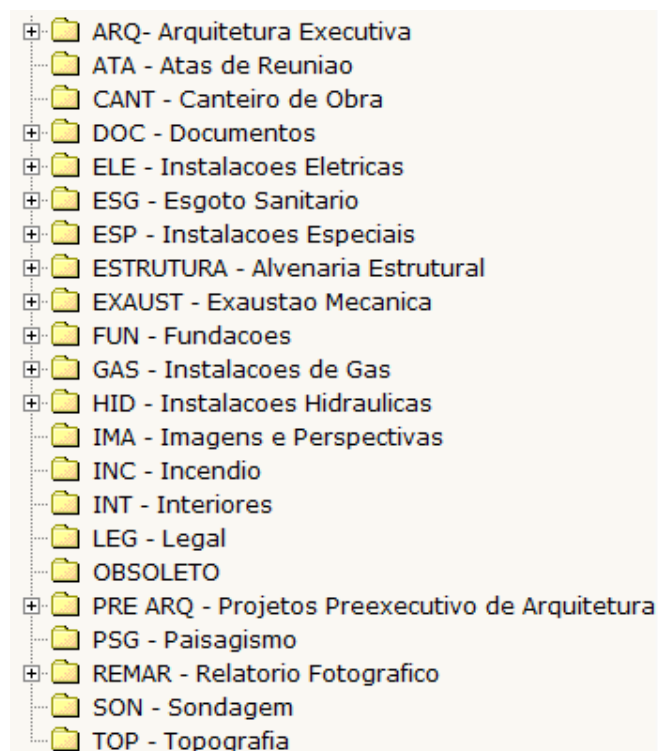 ARQ- Arquitetura Executiva
ATA - Atas de Reuniao
CANT - Canteiro de Obra
DOC - Documentos
ELE - Instalacoes Eletricas
ESG - Esgoto Sanitario
ESP - Instalacoes Especiais
ESTRUTURA - Alvenaria Estrutural
EXAUST - Exaustao Mecanica
FUN - Fundacoes
GAS - Instalacoes de Gas
HID - Instalacoes Hidraulicas
IMA - Imagens e Perspectivas
INC - Incendio
INT - Interiores
LEG - Legal
OBSOLETO
PRE ARQ - Projetos Preexecutivo de Arquitetura
PSG - Paisagismo
REMAR - Relatorio Fotografico
SON - Sondagem
TOP - Topografia